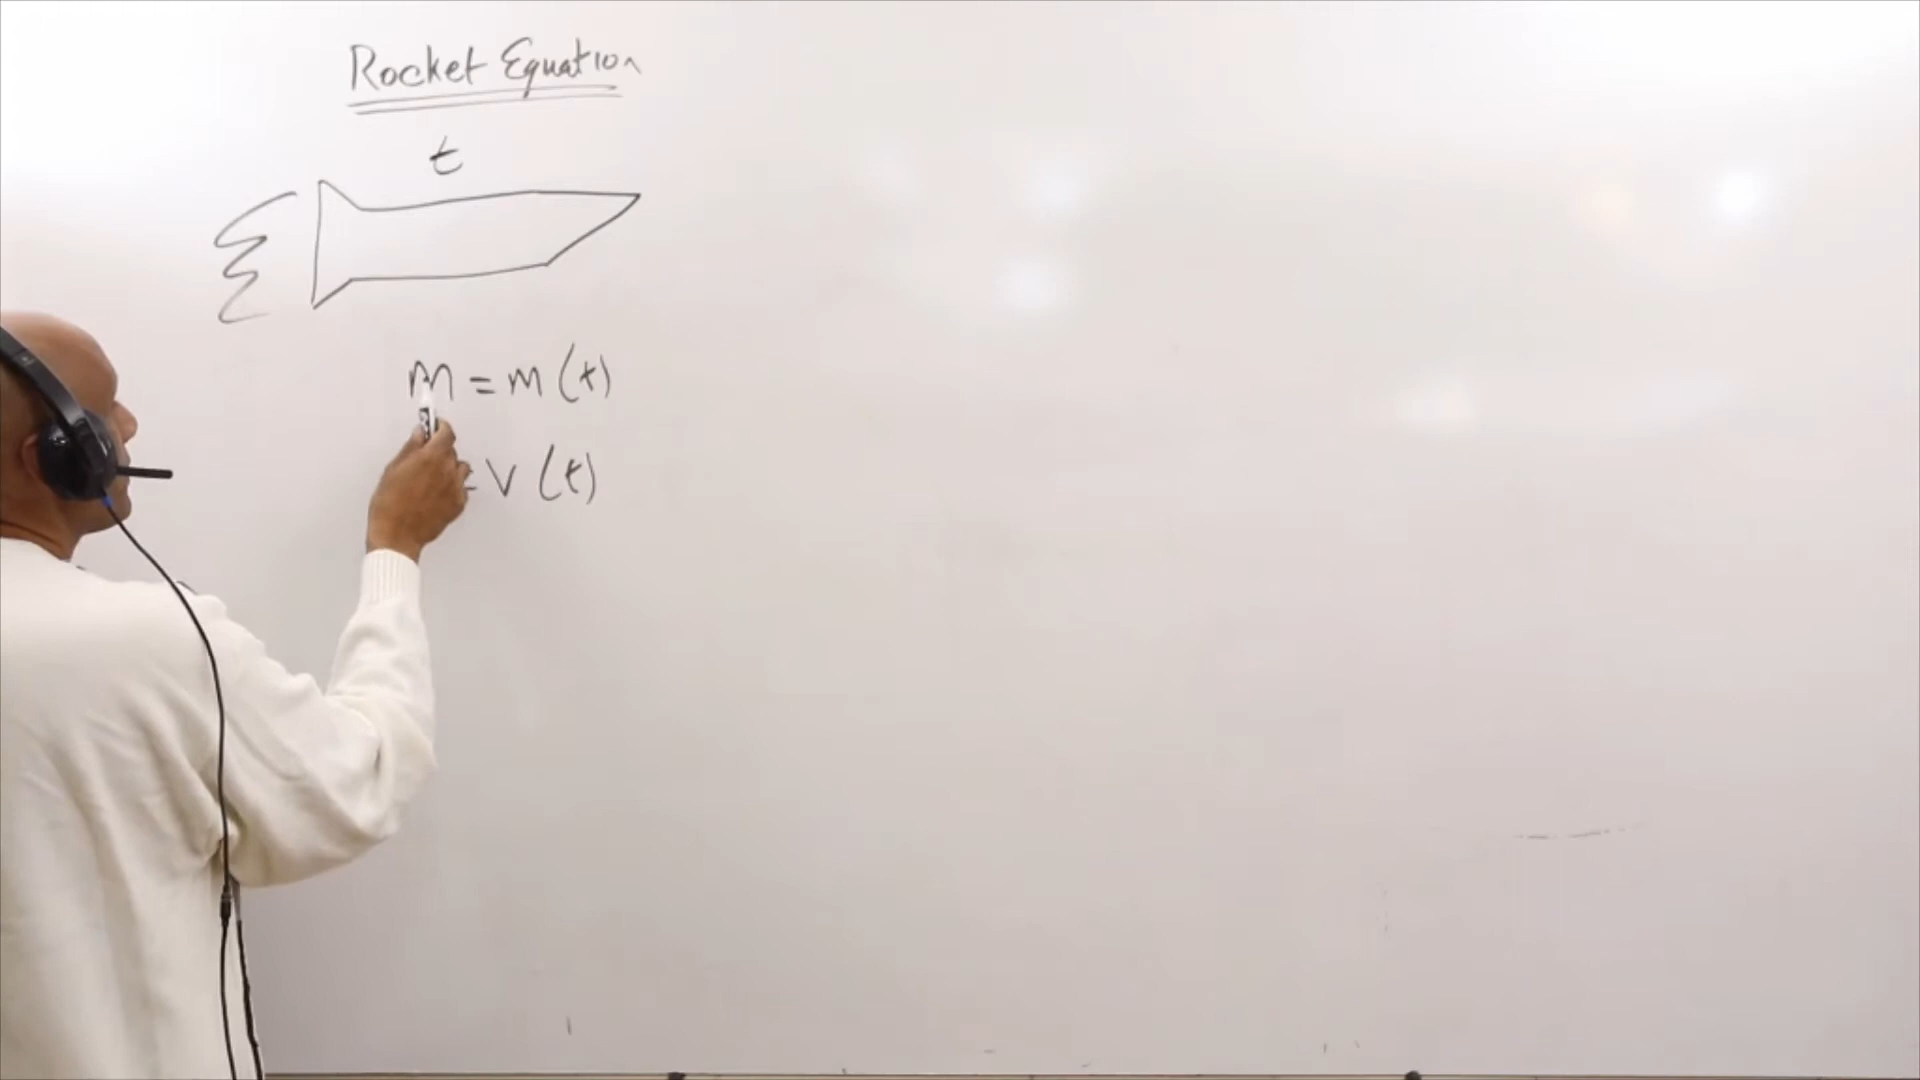 Rocket Equation
t
m = m (t)
= v (t)